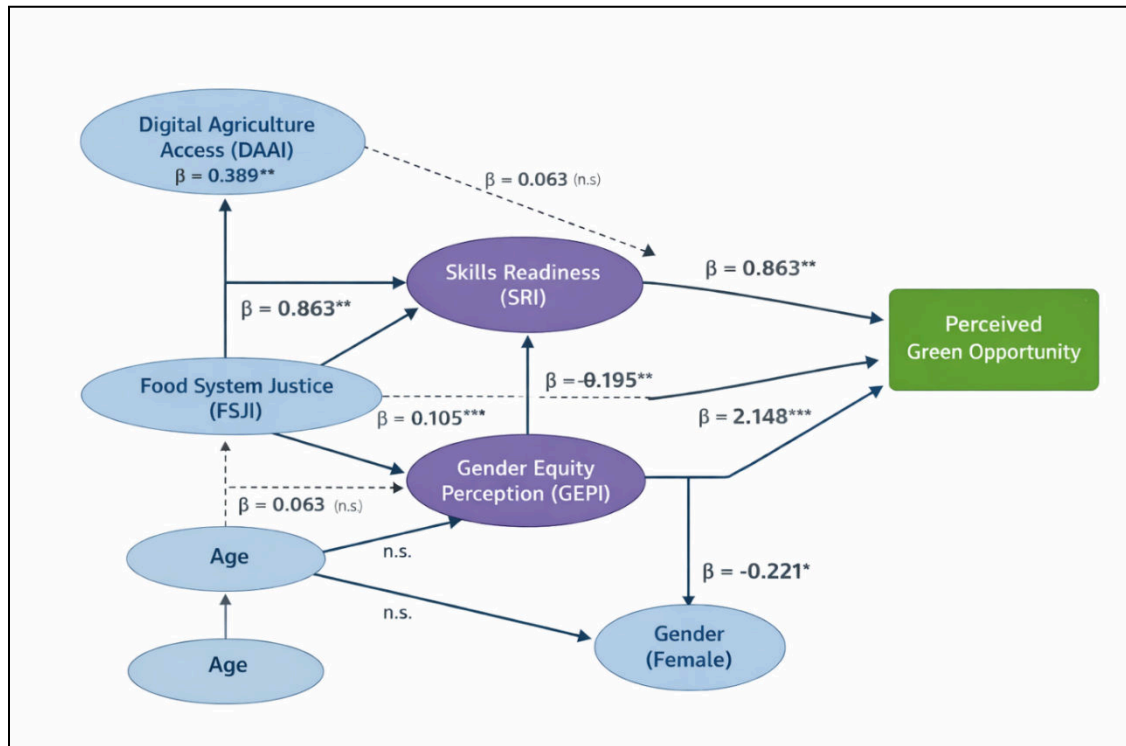 Digital Agriculture
Access (DAAI)
β = 0.389**
β = 0.063 (n.s)
Skills Readiness
(SRI)
β = 0.863**
β = 0.863**
Perceived
Green Opportunity
Food System Justice
(FSJI)
β = -0.195**
β = 0.105***
β = 2.148***
Gender Equity
Perception (GEPI)
β = 0.063 (n.s.)
Age
n.s.
β = -0.221*
n.s.
Gender
(Female)
Age